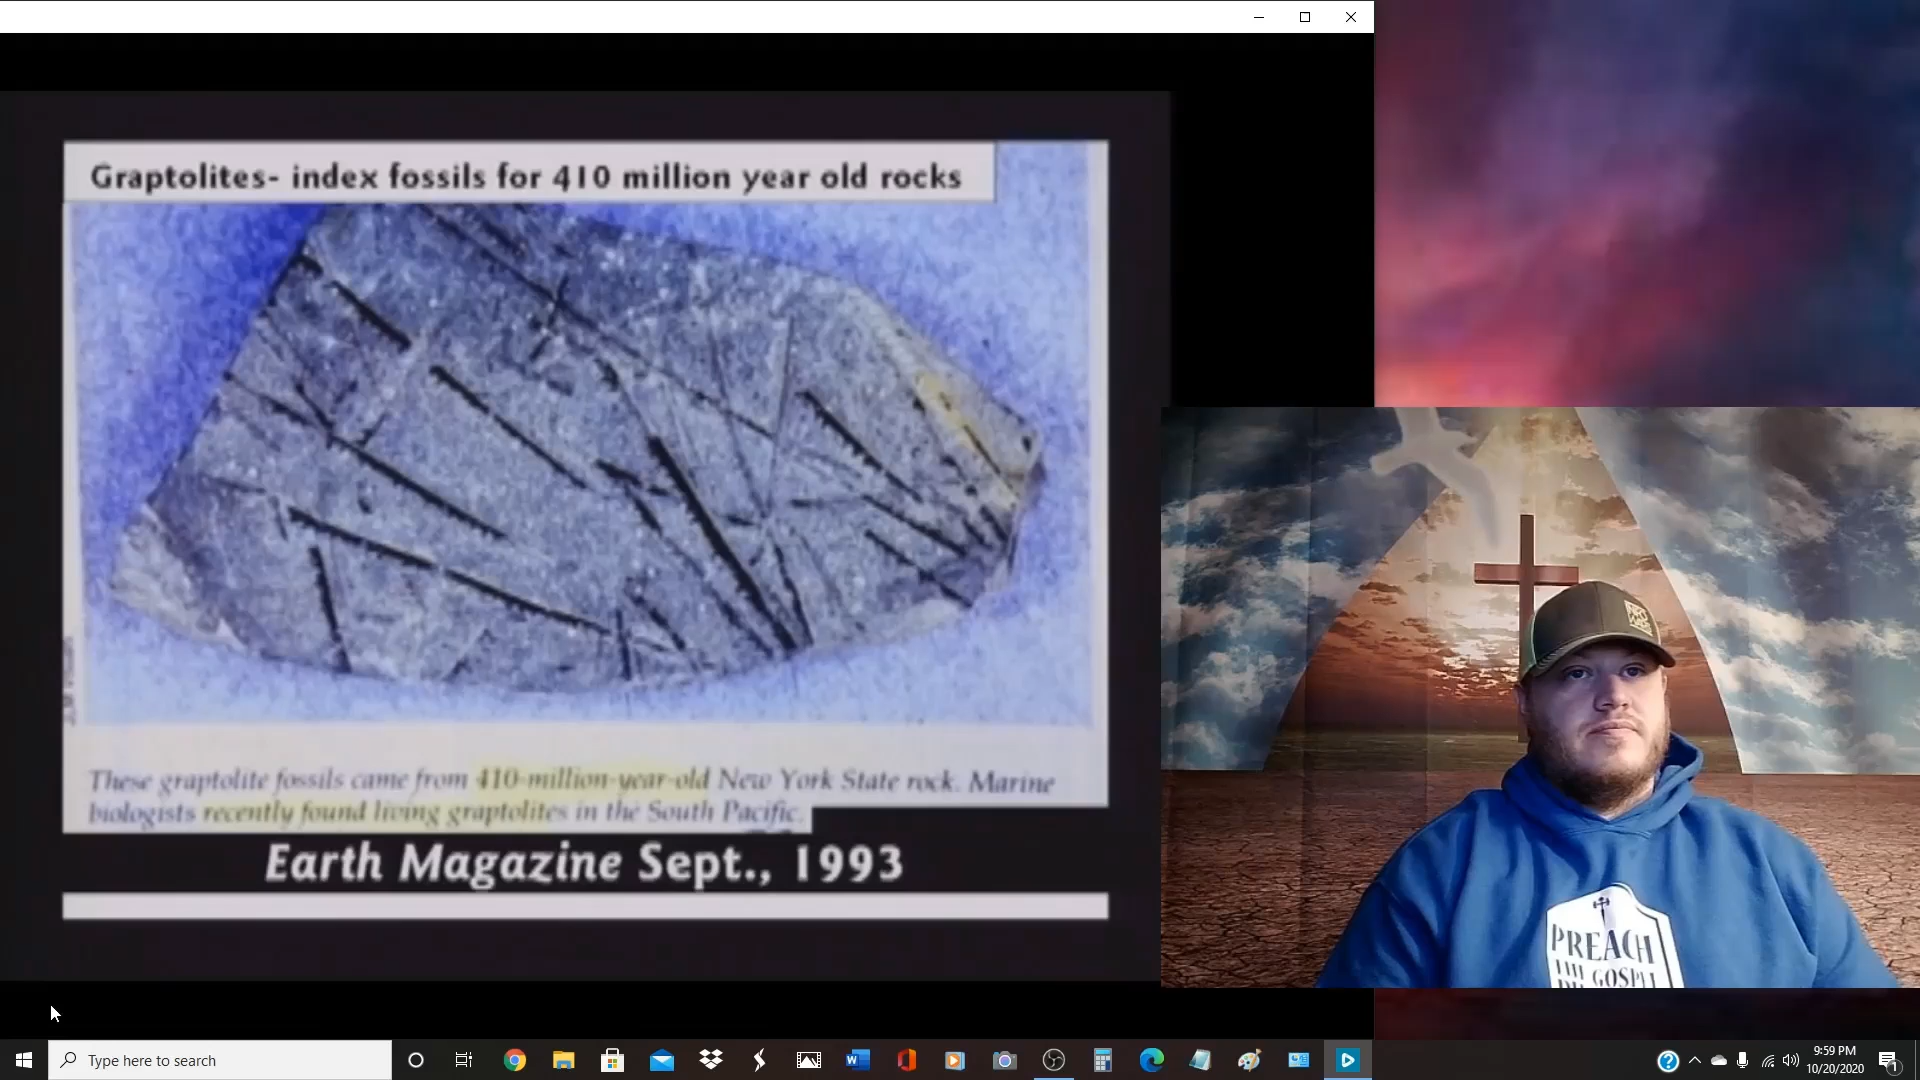 Graptolites- index fossils for 410 million year old rocks
These graptolite fossils came from 410-million-year-old New York State rock. Marine
biologists recently found living graptolites in the South Pacific.
Earth Magazine Sept., 1993
PREACH
THE GOSPEL
Type here to search
9:59 PM
10/20/2020
1